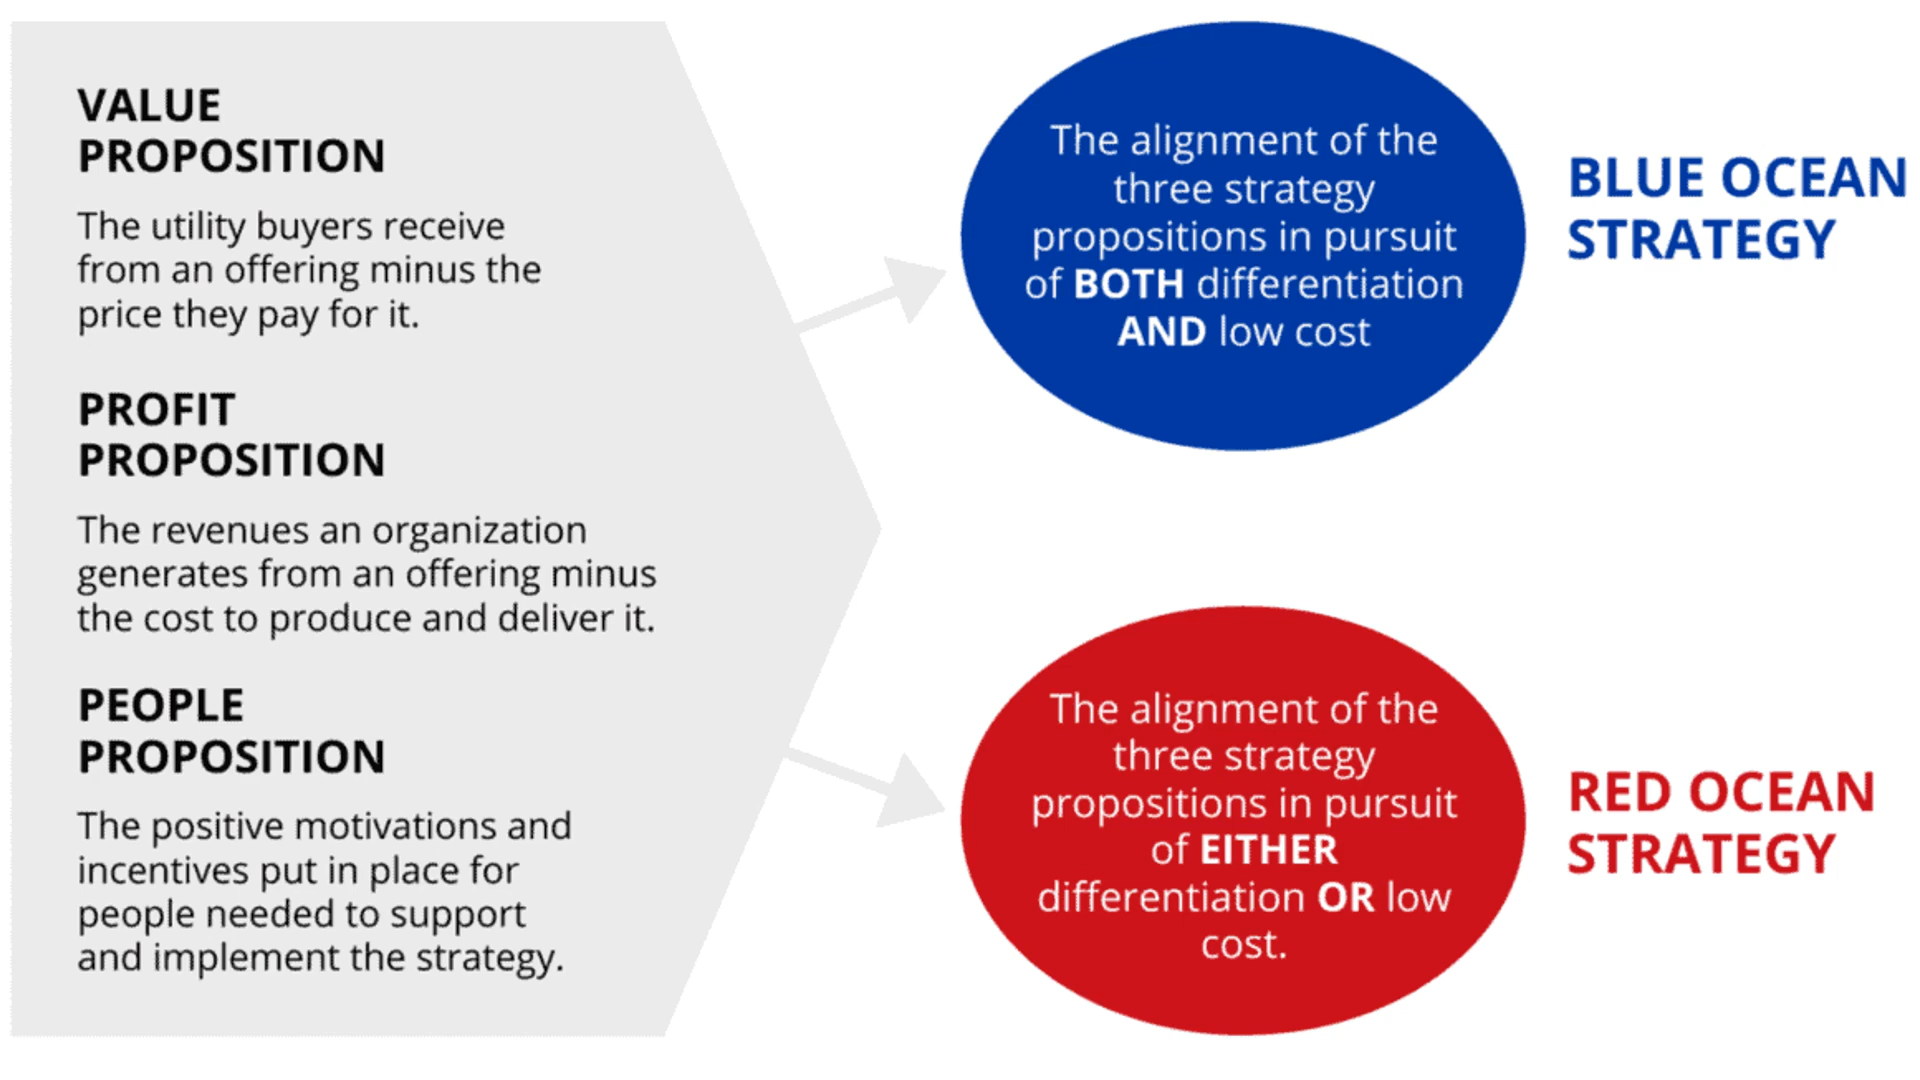 VALUE
PROPOSITION
The utility buyers receive
from an offering minus the
price they pay for it.
PROFIT
PROPOSITION
The revenues an organization
generates from an offering minus
the cost to produce and deliver it.
PEOPLE
PROPOSITION
The positive motivations and
incentives put in place for
people needed to support
and implement the strategy.
The alignment of the
three strategy
propositions in pursuit
of BOTH differentiation
AND low cost
BLUE OCEAN
STRATEGY
The alignment of the
three strategy
propositions in pursuit
of EITHER
differentiation OR low
cost.
RED OCEAN
STRATEGY